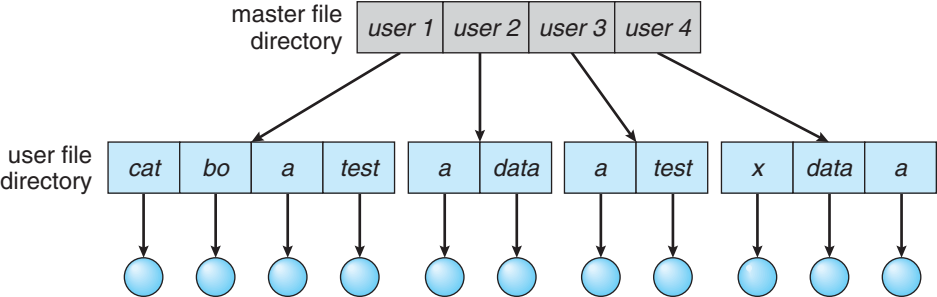 master file
directory
user 1 user 2 user 3 user 4
user file
directory
cat bo a test a data a test x data a